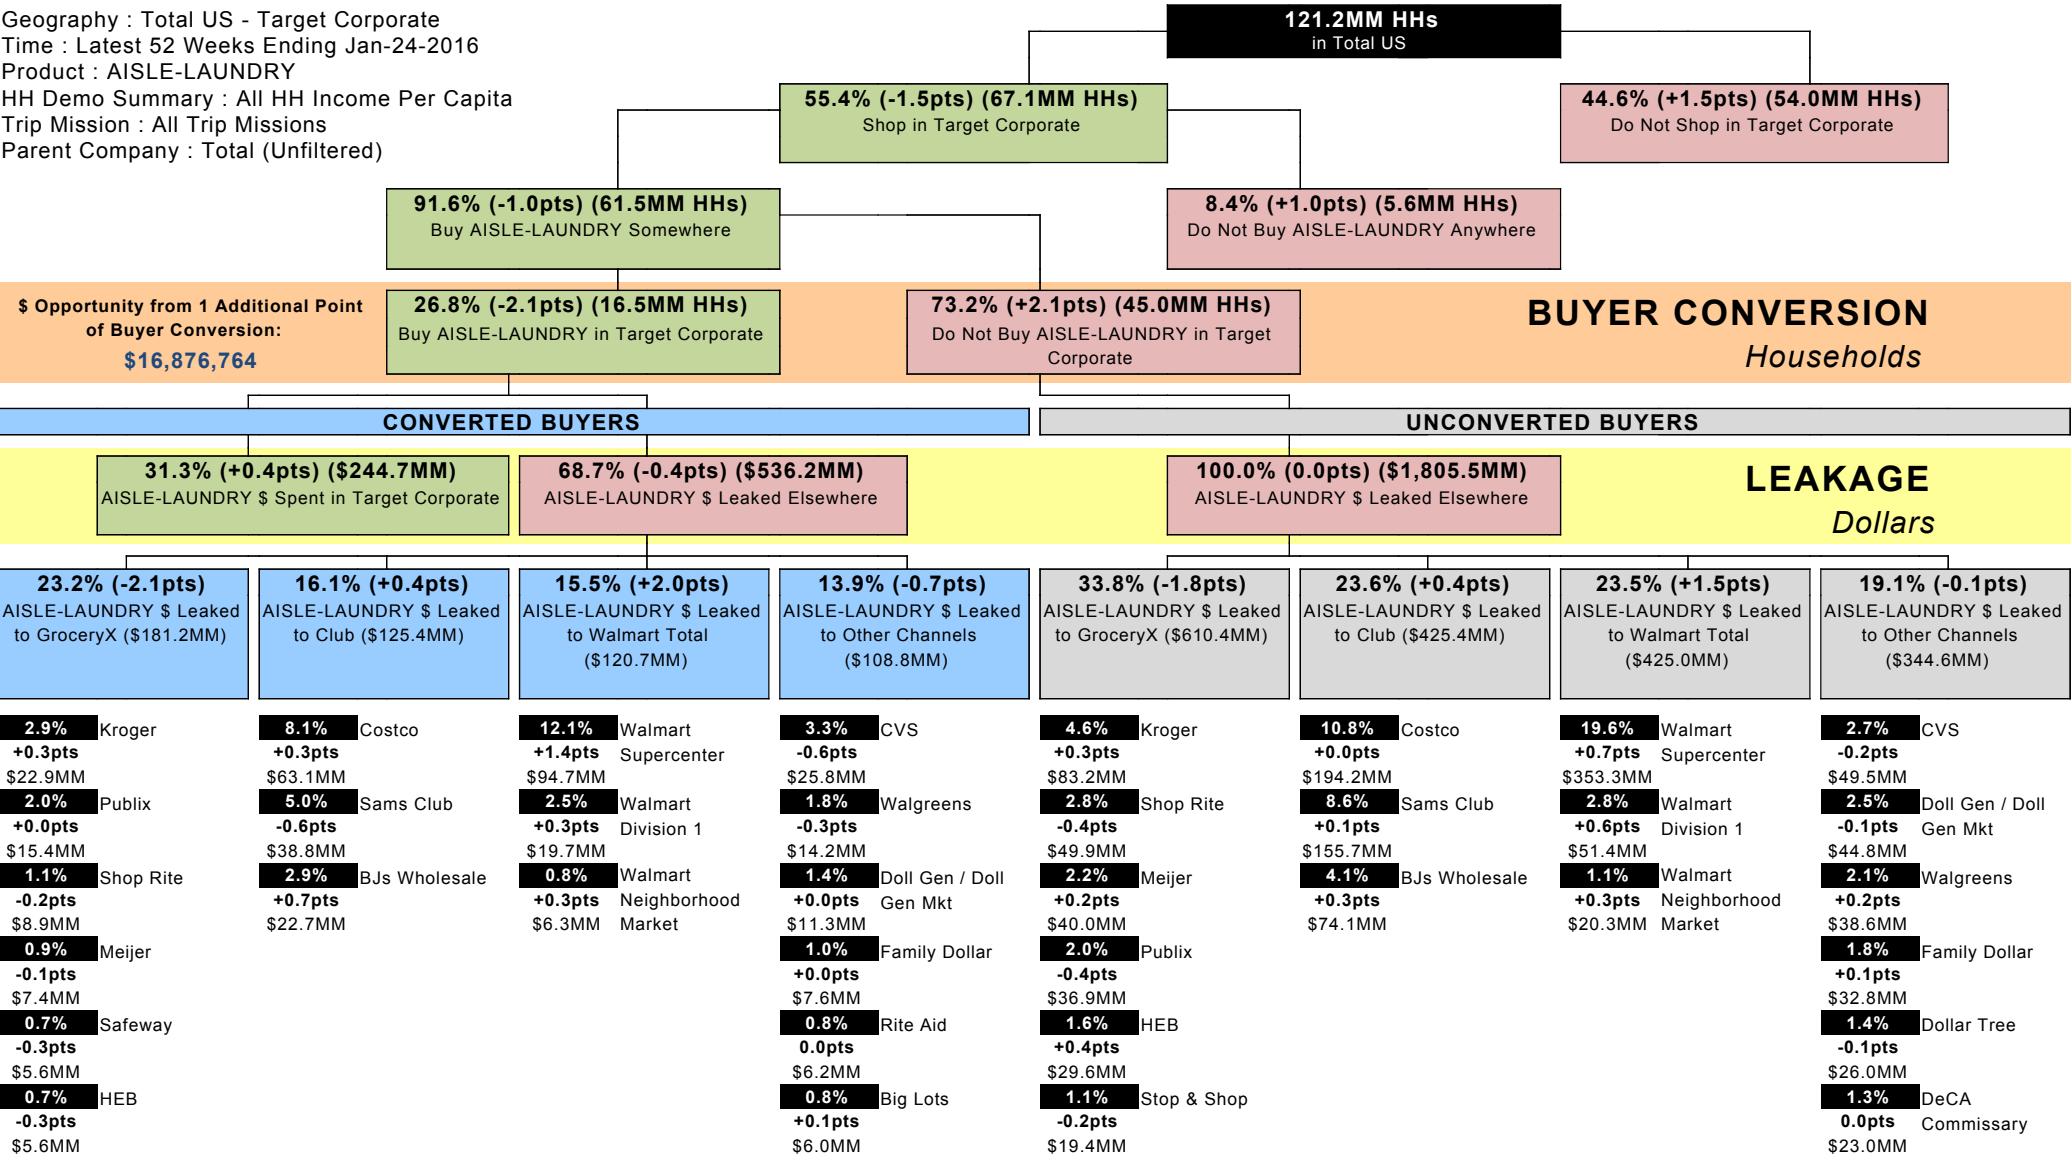 Geography : Total US - Target Corporate
Time : Latest 52 Weeks Ending Jan-24-2016
Product : AISLE-LAUNDRY
HH Demo Summary : All HH Income Per Capita
Trip Mission : All Trip Missions
Parent Company : Total (Unfiltered)
121.2MM HHs
in Total US
55.4% (-1.5pts) (67.1MM HHs)
Shop in Target Corporate
44.6% (+1.5pts) (54.0MM HHs)
Do Not Shop in Target Corporate
91.6% (-1.0pts) (61.5MM HHs)
Buy AISLE-LAUNDRY Somewhere
8.4% (+1.0pts) (5.6MM HHs)
Do Not Buy AISLE-LAUNDRY Anywhere
$ Opportunity from 1 Additional Point
of Buyer Conversion:
$16,876,764
26.8% (-2.1pts) (16.5MM HHs)
Buy AISLE-LAUNDRY in Target Corporate
73.2% (+2.1pts) (45.0MM HHs)
Do Not Buy AISLE-LAUNDRY in Target
Corporate
BUYER CONVERSION
Households
CONVERTED BUYERS
UNCONVERTED BUYERS
31.3% (+0.4pts) ($244.7MM)
AISLE-LAUNDRY $ Spent in Target Corporate
68.7% (-0.4pts) ($536.2MM)
AISLE-LAUNDRY $ Leaked Elsewhere
100.0% (0.0pts) ($1,805.5MM)
AISLE-LAUNDRY $ Leaked Elsewhere
LEAKAGE
Dollars
23.2% (-2.1pts)
AISLE-LAUNDRY $ Leaked
to GroceryX ($181.2MM)
16.1% (+0.4pts)
AISLE-LAUNDRY $ Leaked
to Club ($125.4MM)
15.5% (+2.0pts)
AISLE-LAUNDRY $ Leaked
to Walmart Total
($120.7MM)
13.9% (-0.7pts)
AISLE-LAUNDRY $ Leaked
to Other Channels
($108.8MM)
33.8% (-1.8pts)
AISLE-LAUNDRY $ Leaked
to GroceryX ($610.4MM)
23.6% (+0.4pts)
AISLE-LAUNDRY $ Leaked
to Club ($425.4MM)
23.5% (+1.5pts)
AISLE-LAUNDRY $ Leaked
to Walmart Total
($425.0MM)
19.1% (-0.1pts)
AISLE-LAUNDRY $ Leaked
to Other Channels
($344.6MM)
2.9% Kroger
+0.3pts
$22.9MM
2.0% Publix
+0.0pts
$15.4MM
1.1% Shop Rite
-0.2pts
$8.9MM
0.9% Meijer
-0.1pts
$7.4MM
0.7% Safeway
-0.3pts
$5.6MM
0.7% HEB
-0.3pts
$5.6MM
8.1% Costco
+0.3pts
$63.1MM
5.0% Sams Club
-0.6pts
$38.8MM
2.9% BJs Wholesale
+0.7pts
$22.7MM
12.1% Walmart
+1.4pts Supercenter
$94.7MM
2.5% Walmart
+0.3pts Division 1
$19.7MM
0.8% Walmart
+0.3pts Neighborhood
$6.3MM Market
3.3% CVS
-0.6pts
$25.8MM
1.8% Walgreens
-0.3pts
$14.2MM
1.4% Doll Gen / Doll
+0.0pts Gen Mkt
$11.3MM
1.0% Family Dollar
+0.0pts
$7.6MM
0.8% Rite Aid
0.0pts
$6.2MM
0.8% Big Lots
+0.1pts
$6.0MM
4.6% Kroger
+0.3pts
$83.2MM
2.8% Shop Rite
-0.4pts
$49.9MM
2.2% Meijer
+0.2pts
$40.0MM
2.0% Publix
-0.4pts
$36.9MM
1.6% HEB
+0.4pts
$29.6MM
1.1% Stop & Shop
-0.2pts
$19.4MM
10.8% Costco
+0.0pts
$194.2MM
8.6% Sams Club
+0.1pts
$155.7MM
4.1% BJs Wholesale
+0.3pts
$74.1MM
19.6% Walmart
+0.7pts Supercenter
$353.3MM
2.8% Walmart
+0.6pts Division 1
$51.4MM
1.1% Walmart
+0.3pts Neighborhood
$20.3MM Market
2.7% CVS
-0.2pts
$49.5MM
2.5% Doll Gen / Doll
-0.1pts Gen Mkt
$44.8MM
2.1% Walgreens
+0.2pts
$38.6MM
1.8% Family Dollar
+0.1pts
$32.8MM
1.4% Dollar Tree
-0.1pts
$26.0MM
1.3% DeCA
0.0pts Commissary
$23.0MM